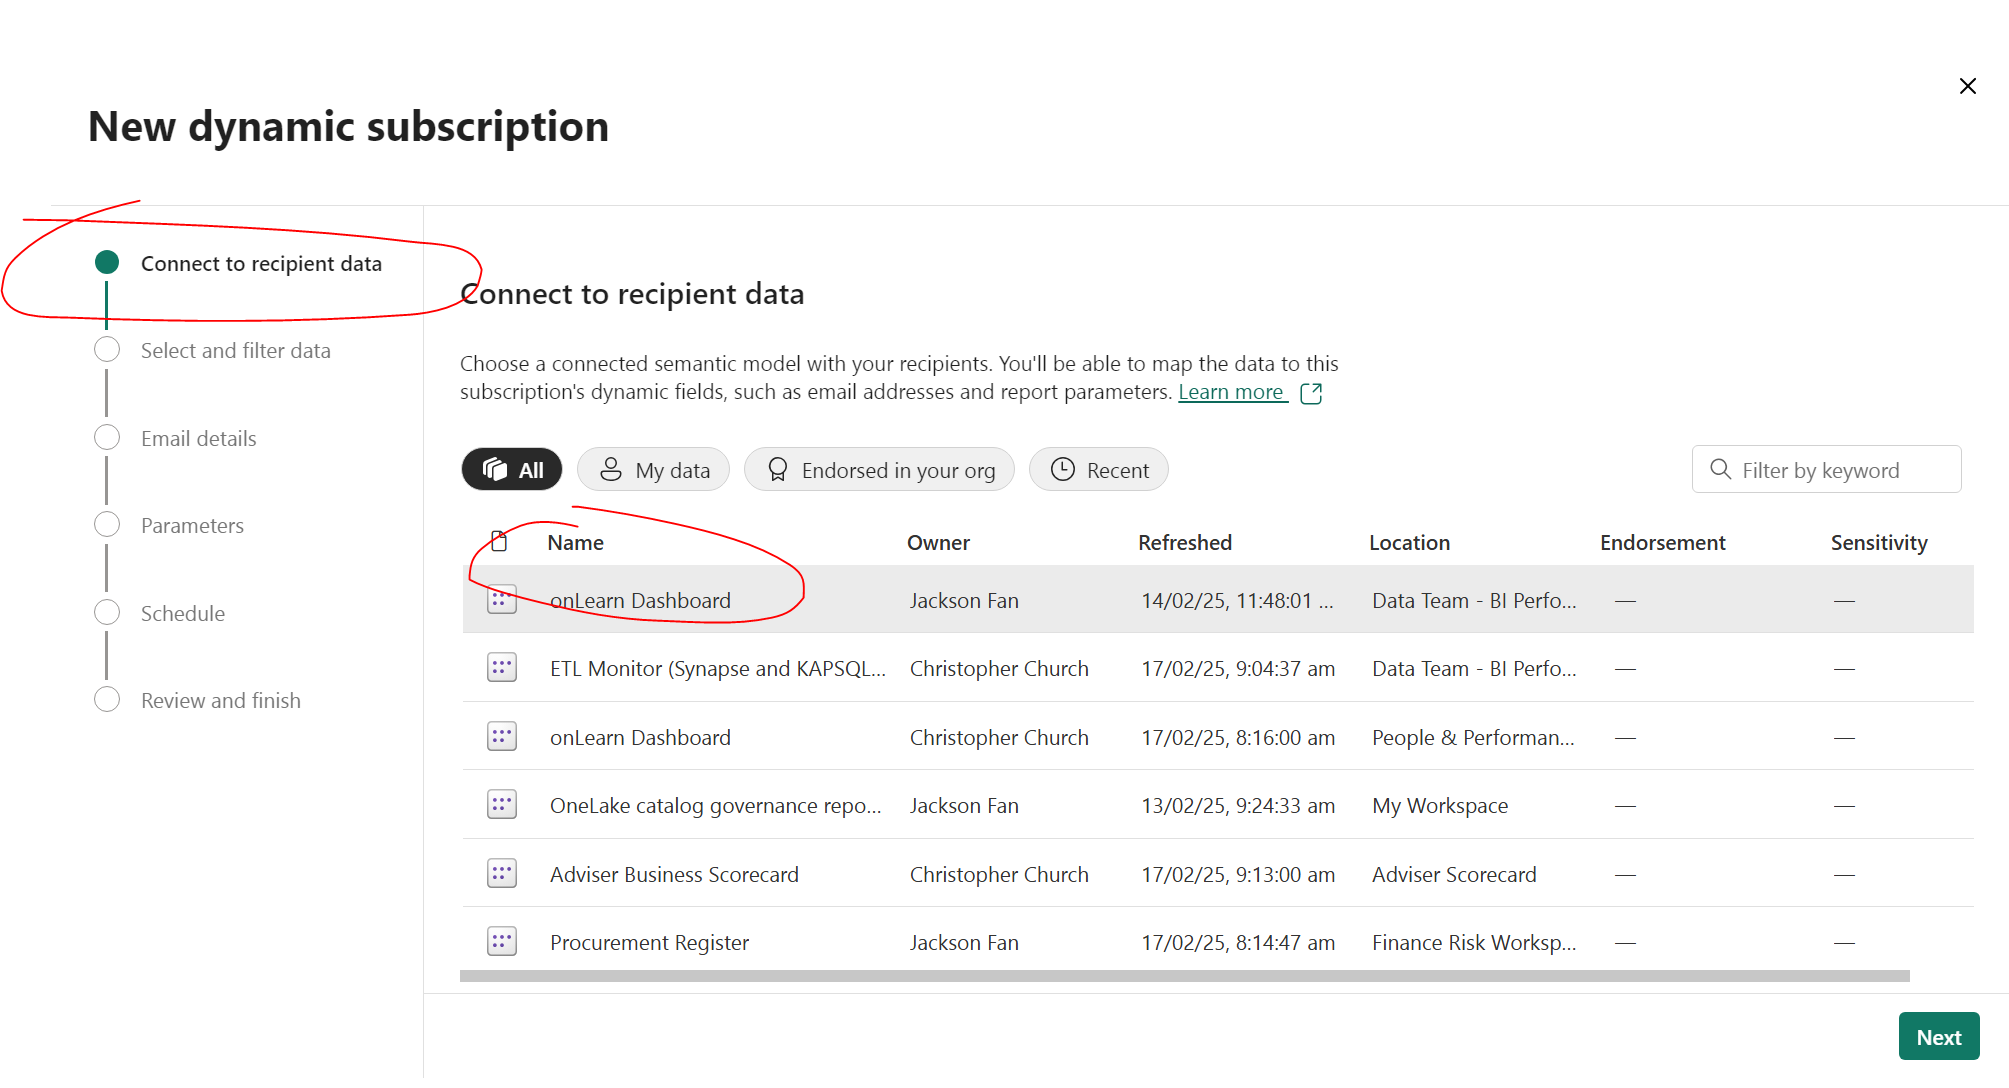 New dynamic subscription
Connect to recipient data
Select and filter data
Email details
Parameters
Schedule
Review and finish
Connect to recipient data
Choose a connected semantic model with your recipients. You'll be able to map the data to this
subscription's dynamic fields, such as email addresses and report parameters. Learn more
All My data Endorsed in your org Recent Filter by keyword
Name Owner Refreshed Location Endorsement Sensitivity
onLearn Dashboard Jackson Fan 14/02/25, 11:48:01 ... Data Team - BI Perfo... — —
ETL Monitor (Synapse and KAPSQL... Christopher Church 17/02/25, 9:04:37 am Data Team - BI Perfo... — —
onLearn Dashboard Christopher Church 17/02/25, 8:16:00 am People & Performan... — —
OneLake catalog governance repo... Jackson Fan 13/02/25, 9:24:33 am My Workspace — —
Adviser Business Scorecard Christopher Church 17/02/25, 9:13:00 am Adviser Scorecard — —
Procurement Register Jackson Fan 17/02/25, 8:14:47 am Finance Risk Worksp... — —
Next